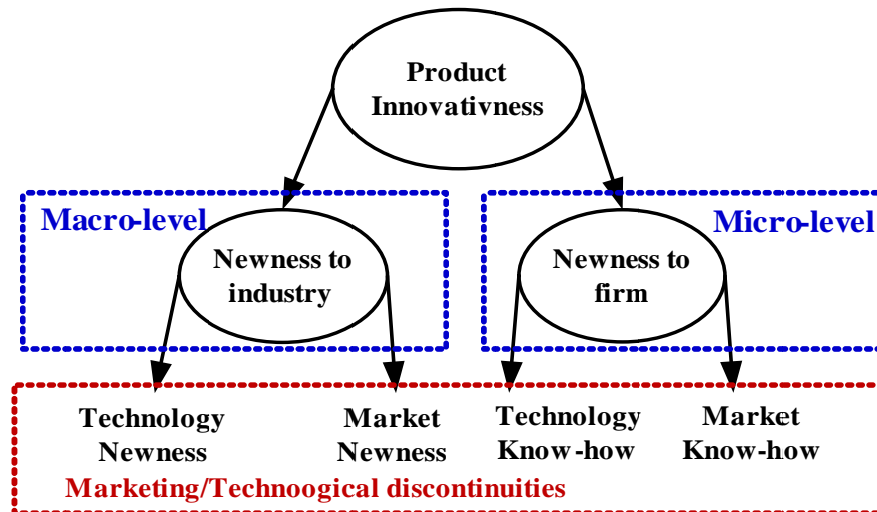 Product
Innovativness
Macro-level
Micro-level
Newness to
industry
Newness to
firm
Technology
Newness
Market
Newness
Technology
Know-how
Market
Know-how
Marketing/Technoogical discontinuities